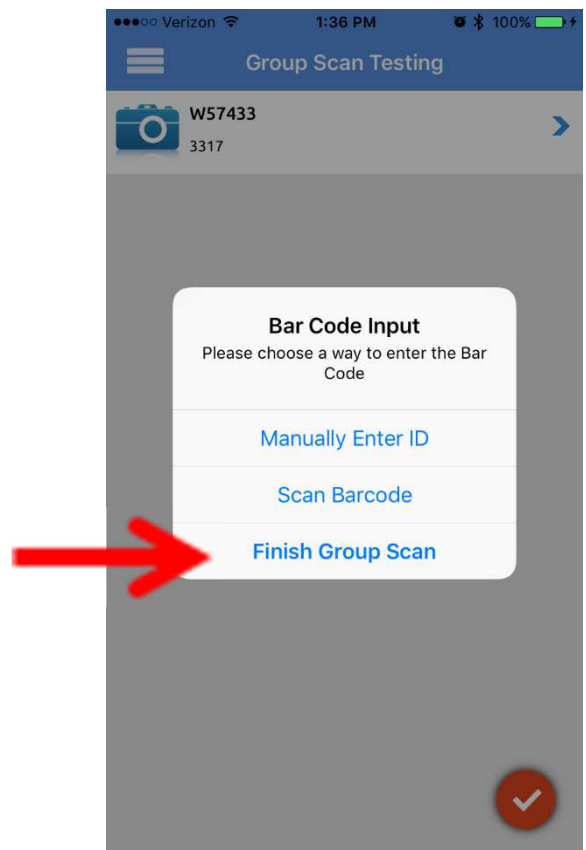 Verizon 1:36 PM 100%
Group Scan Testing
W57433
3317
Bar Code Input
Please choose a way to enter the Bar
Code
Manually Enter ID
Scan Barcode
Finish Group Scan